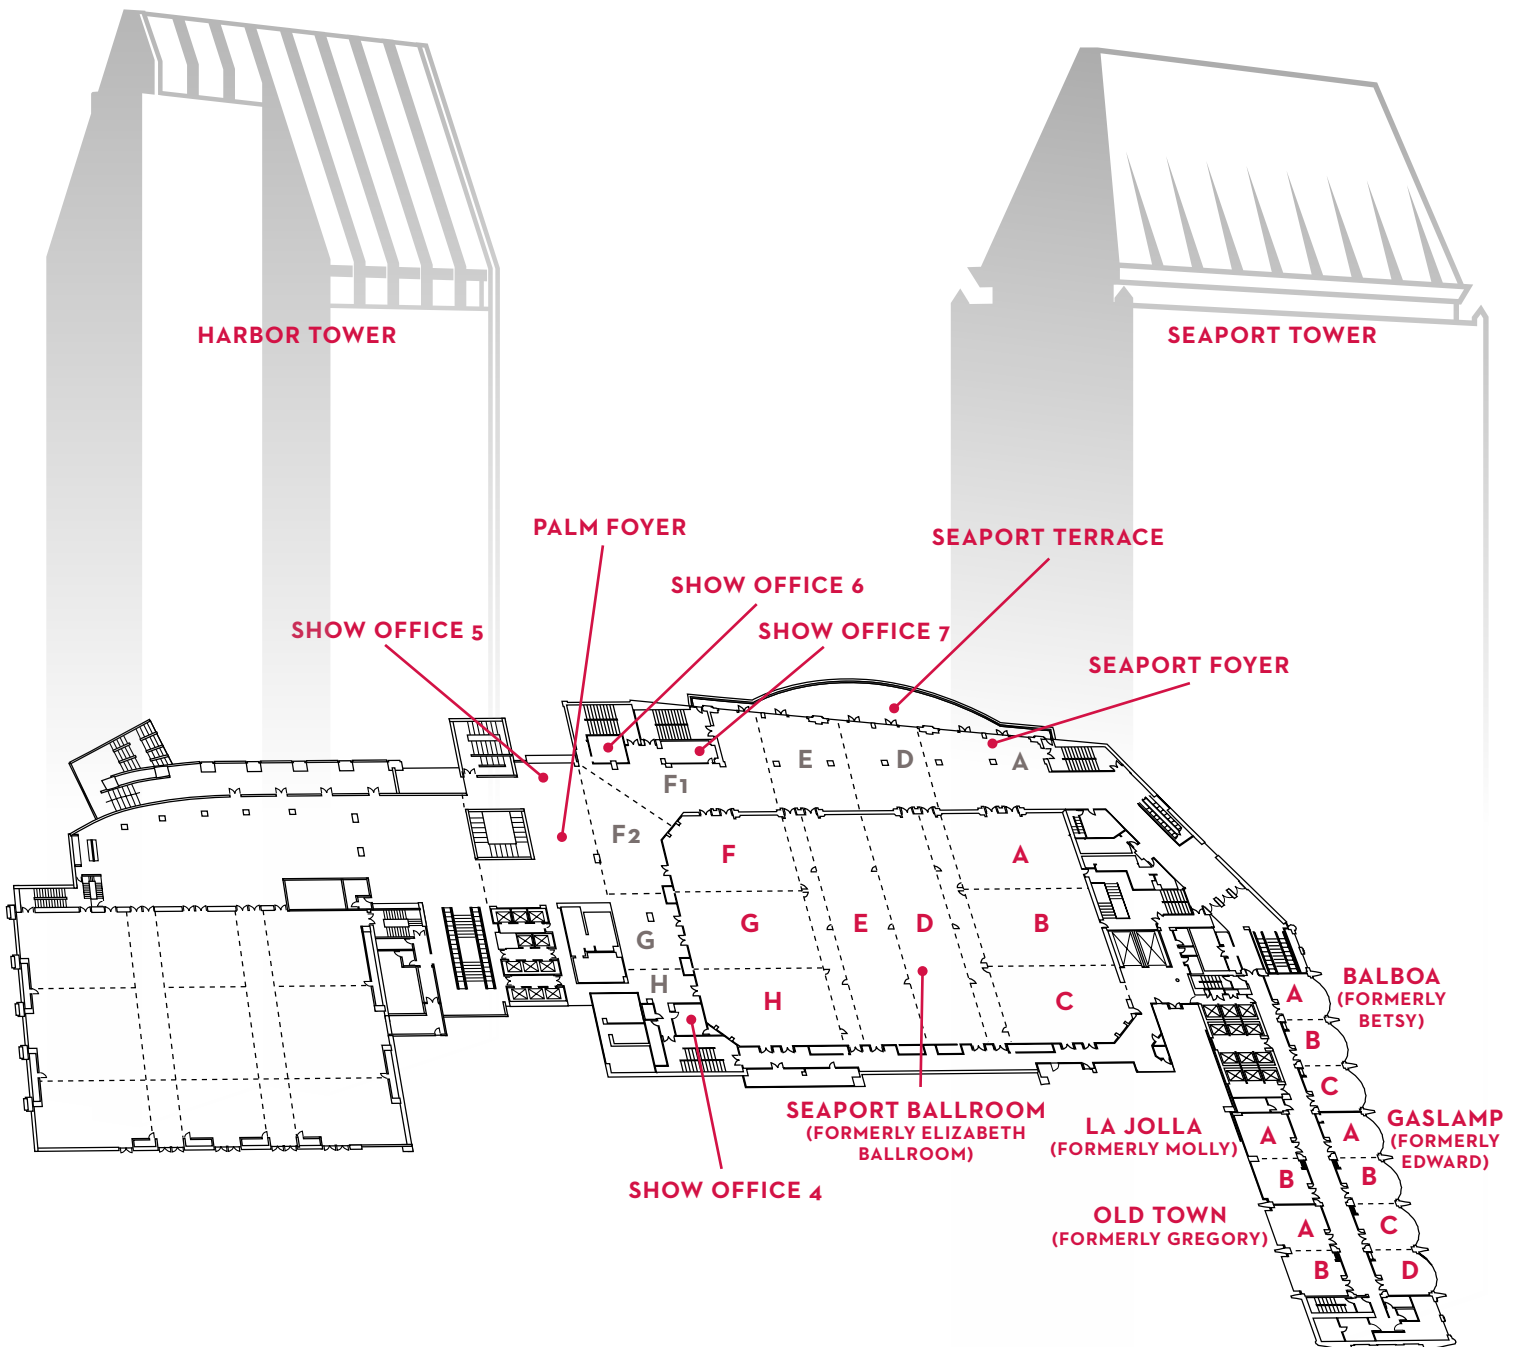 HARBOR TOWER
SEAPORT TOWER
PALM FOYER
SEAPORT TERRACE
SHOW OFFICE 6
SHOW OFFICE 5
SHOW OFFICE 7
SEAPORT FOYER
E
D
A
F1
F2
F
A
G
E
D
B
G
H
H
C
A
BALBOA
(FORMERLY
BETSY)
B
C
SEAPORT BALLROOM
(FORMERLY ELIZABETH
BALLROOM)
LA JOLLA
(FORMERLY MOLLY)
A
A
GASLAMP
(FORMERLY
EDWARD)
B
B
SHOW OFFICE 4
OLD TOWN
(FORMERLY GREGORY)
A
C
B
D